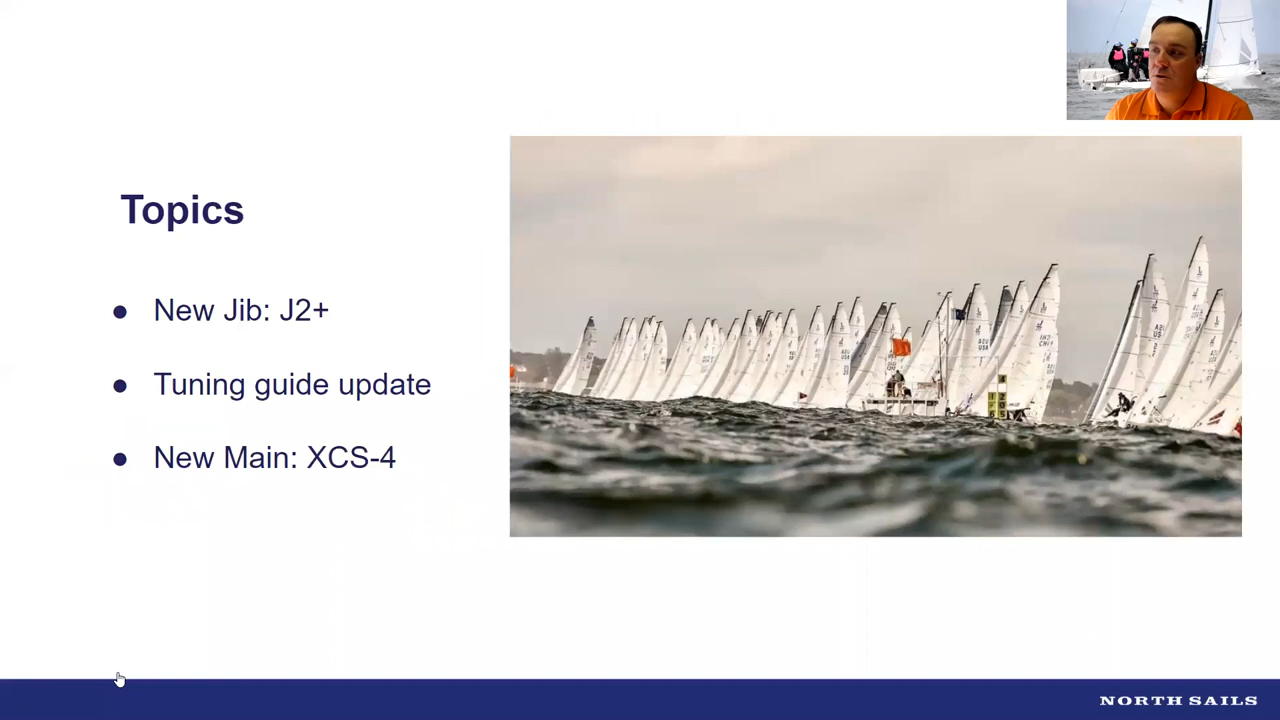 Topics
● New Jib: J2+
● Tuning guide update
● New Main: XCS-4
NORTH SAILS